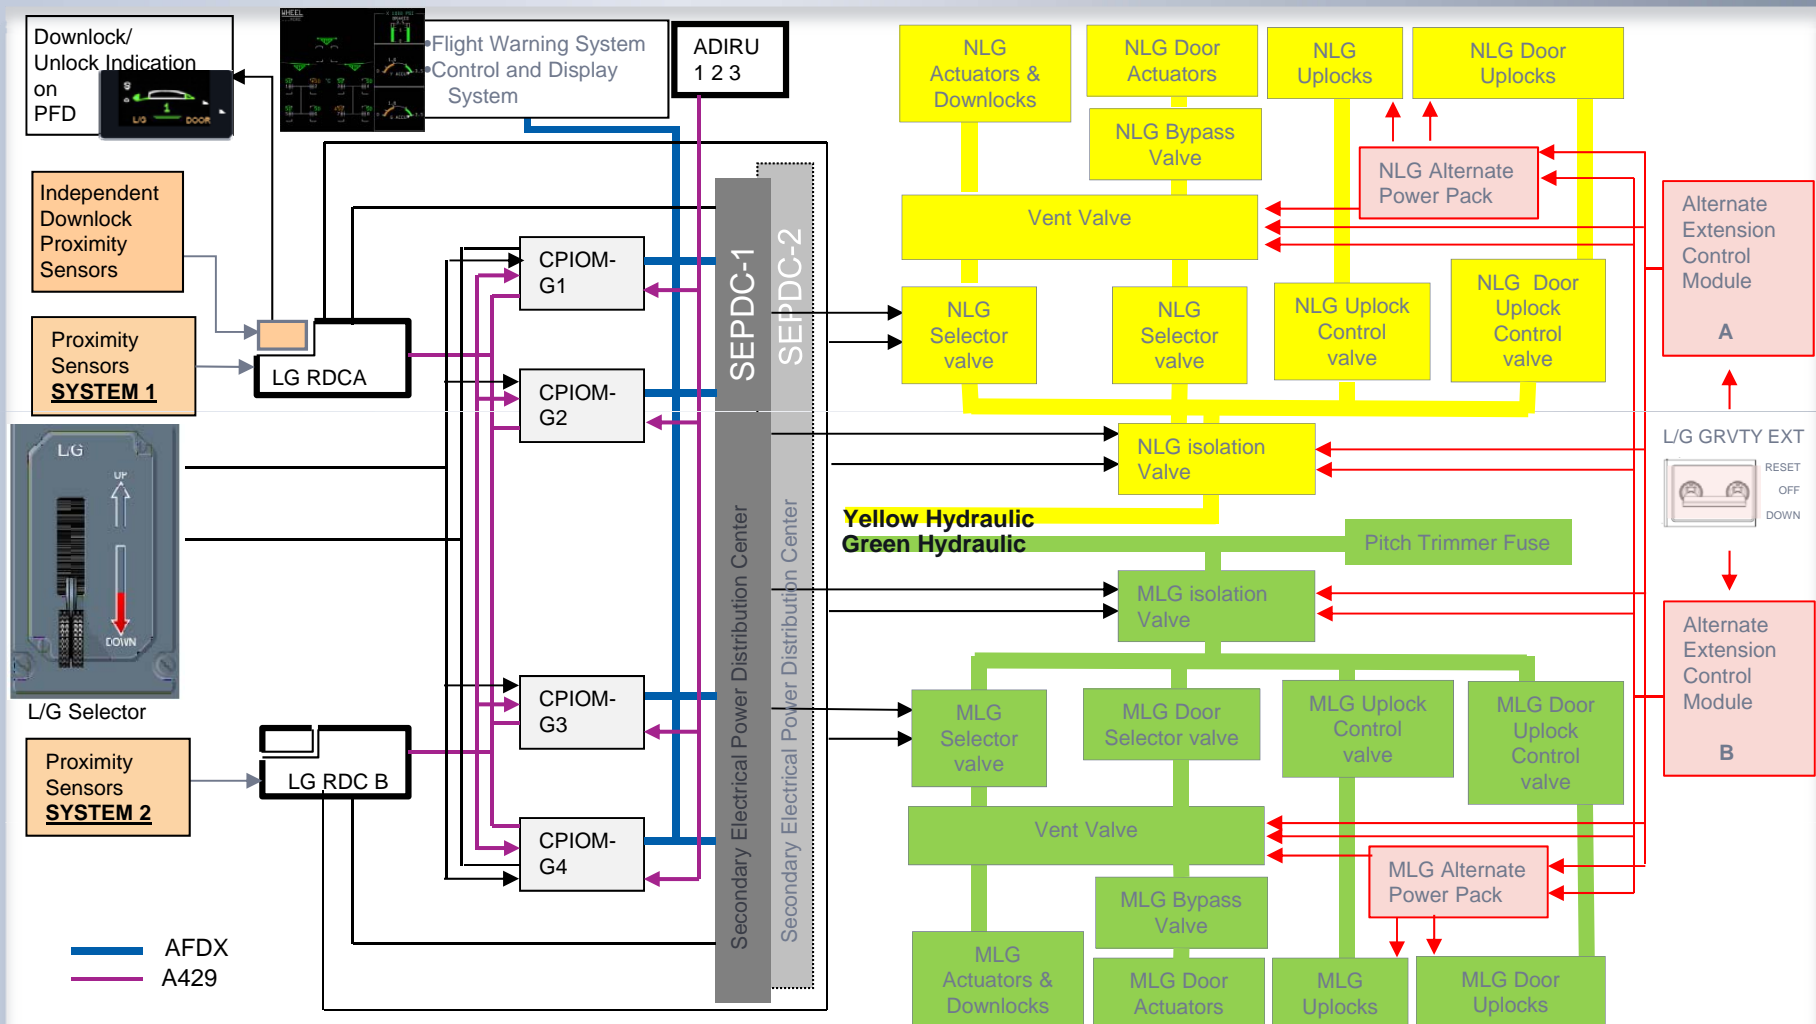 Downlock/
Unlock Indication
on
PFD
L/G
DOOR
WHEEL
•Flight Warning System
•Control and Display
System
ADIRU
1 2 3
Independent
Downlock
Proximity
Sensors
Proximity
Sensors
SYSTEM 1
LG RDCA
L/G
UP
DOWN
L/G Selector
Proximity
Sensors
SYSTEM 2
LG RDC B
CPIOM-
G1
CPIOM-
G2
CPIOM-
G3
CPIOM-
G4
AFDX
A429
SEPDC-1
Secondary Electrical Power Distribution Center
SEPDC-2
Secondary Electrical Power Distribution Center
NLG
Actuators &
Downlocks
NLG Door
Actuators
NLG
Uplocks
NLG Door
Uplocks
NLG Bypass
Valve
NLG Alternate
Power Pack
Vent Valve
NLG
Selector
valve
NLG
Selector
valve
NLG Uplock
Control
valve
NLG Door
Uplock
Control
valve
NLG isolation
Valve
Yellow Hydraulic
Green Hydraulic
Pitch Trimmer Fuse
MLG isolation
Valve
MLG
Selector
valve
MLG Door
Selector valve
MLG Uplock
Control
valve
MLG Door
Uplock
Control
valve
Vent Valve
MLG Alternate
Power Pack
MLG Bypass
Valve
MLG
Actuators &
Downlocks
MLG Door
Actuators
MLG
Uplocks
MLG Door
Uplocks
Alternate
Extension
Control
Module
A
L/G GRVTY EXT
RESET
OFF
DOWN
Alternate
Extension
Control
Module
B